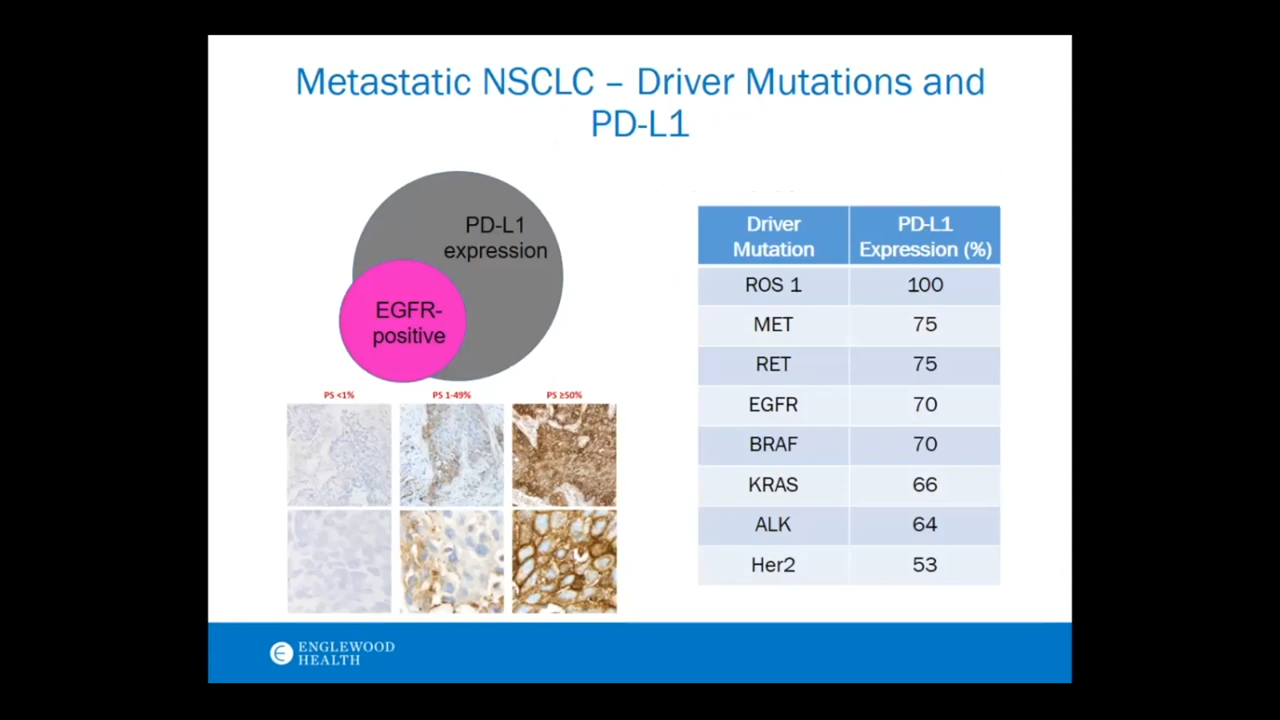 Metastatic NSCLC – Driver Mutations and
PD-L1
PD-L1
expression
EGFR-
positive
PS <1%
PS 1-49%
PS ≥50%
Driver
Mutation
PD-L1
Expression (%)
ROS 1
100
MET
75
RET
75
EGFR
70
BRAF
70
KRAS
66
ALK
64
Her2
53
ENGLEWOOD
HEALTH